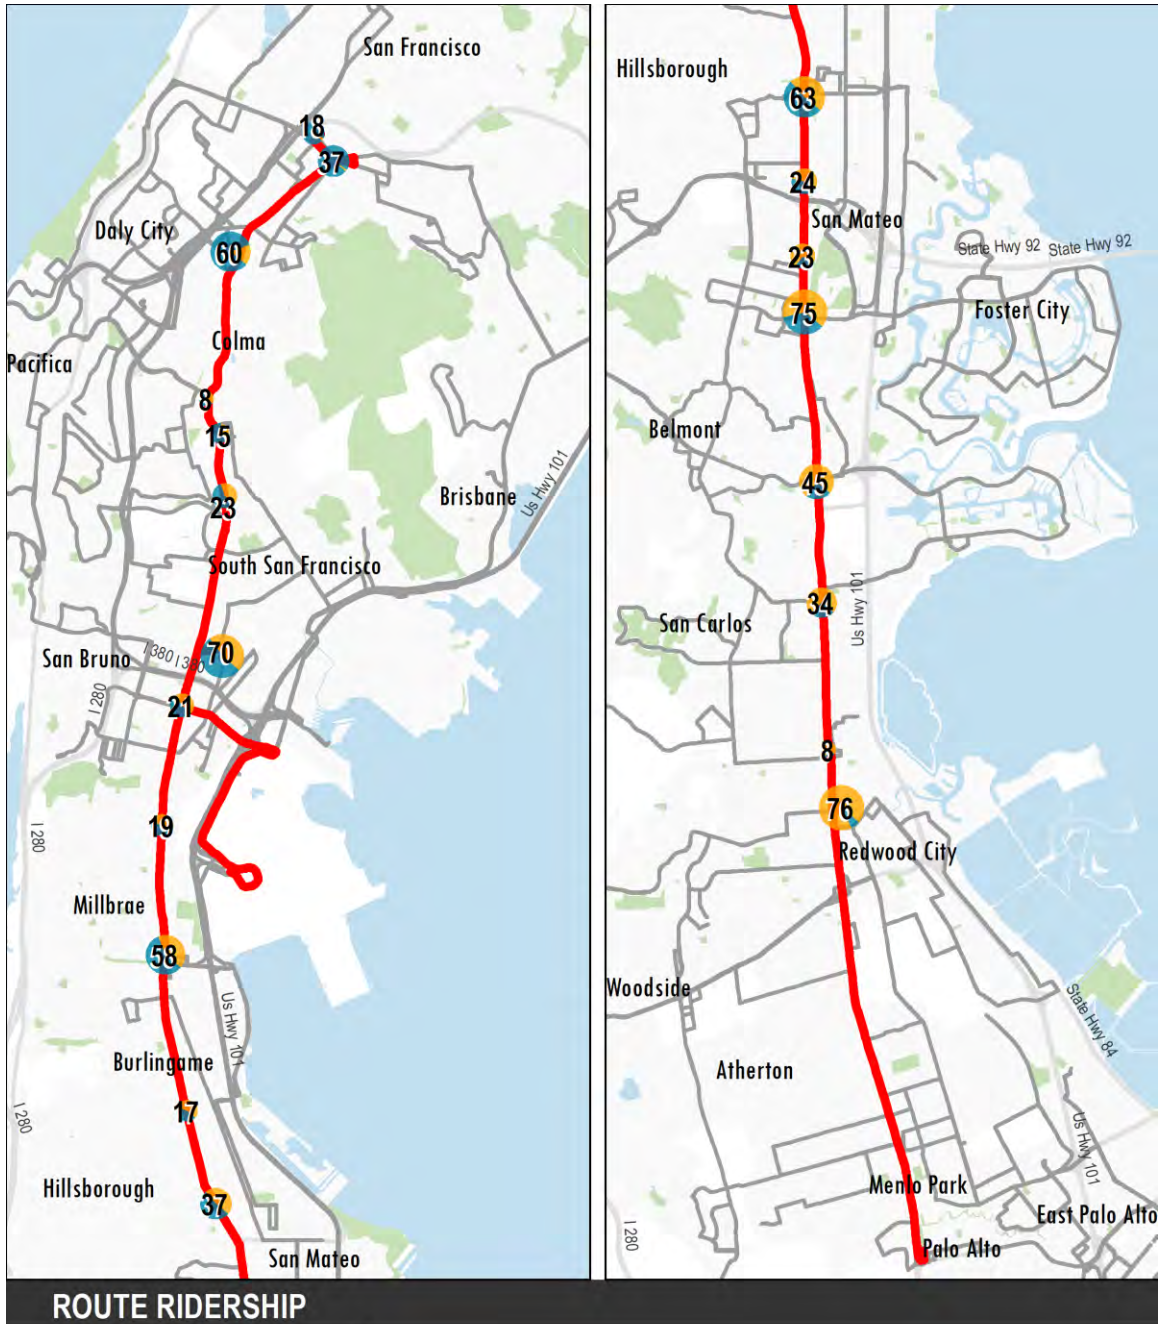 San Francisco
18
37
Daly City
60
Colma
Pacifica
8
15
23
Brisbane
Us Hwy 101
South San Francisco
70
San Bruno
I 380 I 380
I 280
21
I 280
19
Millbrae
58
Us Hwy 101
Burlingame
17
I 280
Hillsborough
37
San Mateo
Hillsborough
63
24
San Mateo
23
State Hwy 92 State Hwy 92
75
Foster City
Belmont
45
Us Hwy 101
34
San Carlos
8
76
Redwood City
Woodside
State Hwy 84
Atherton
Us Hwy 101
Menlo Park
East Palo Alto
I 280
Palo Alto
ROUTE RIDERSHIP